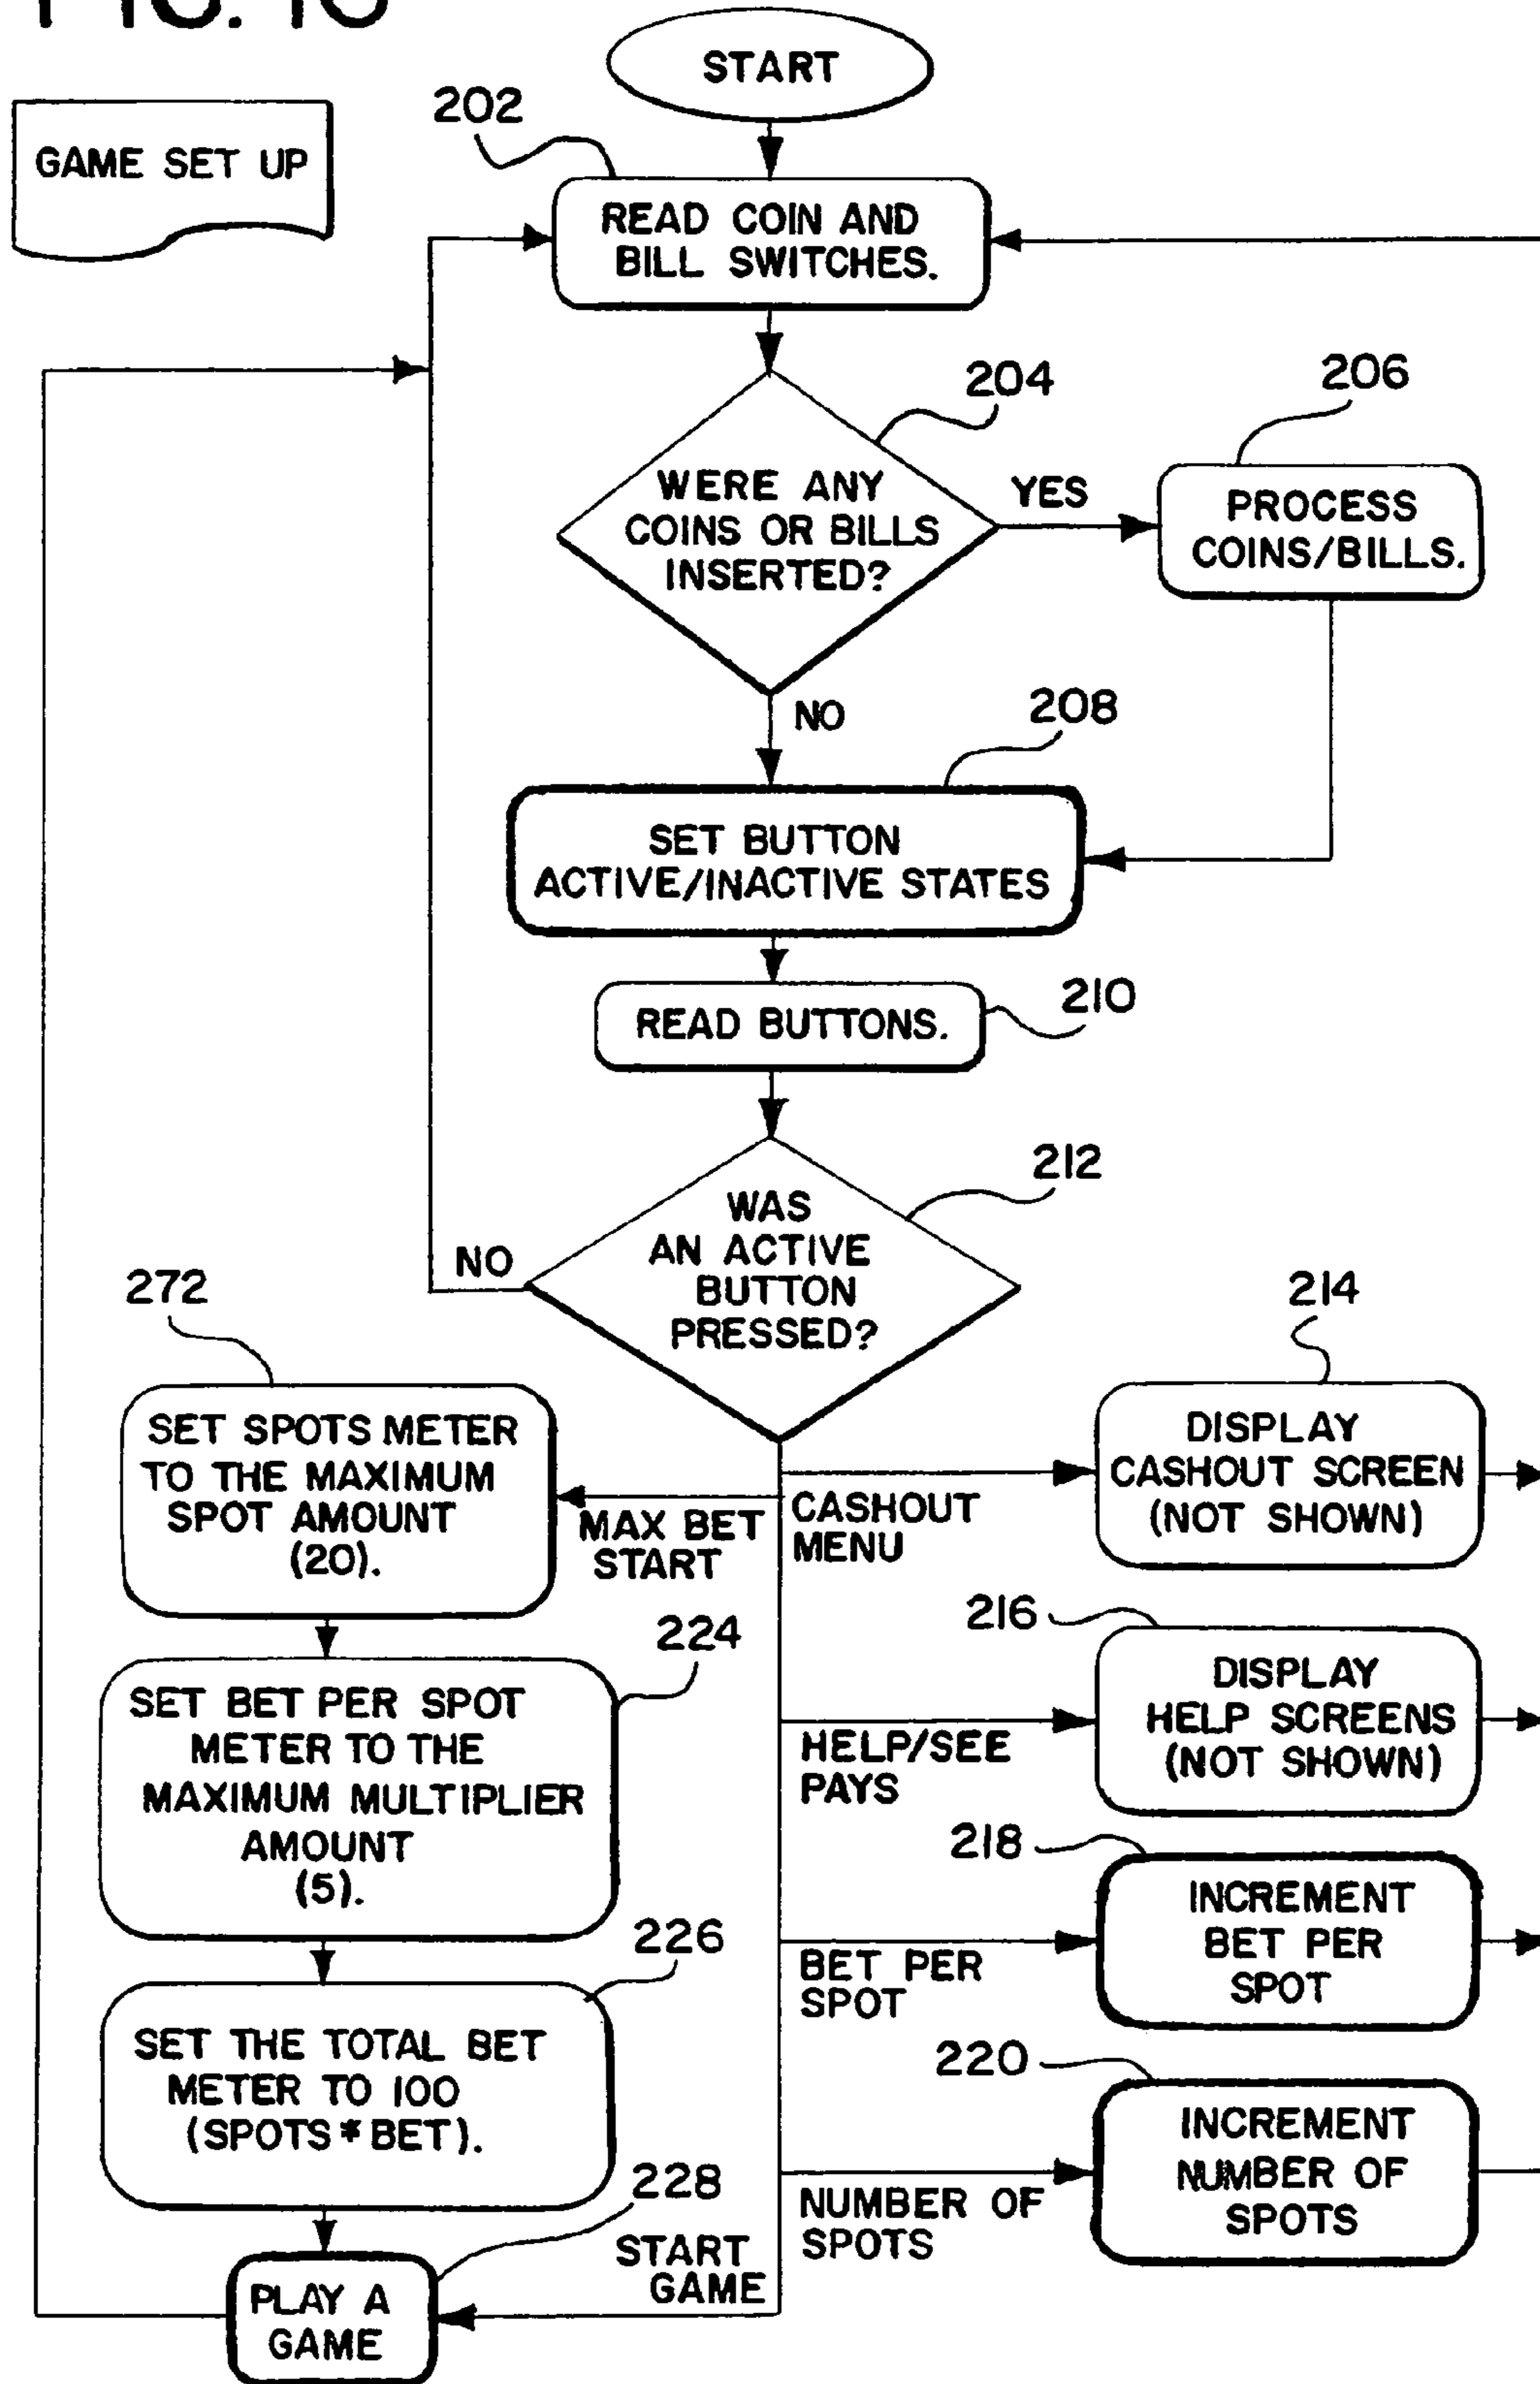 START
202
GAME SET UP
READ COIN AND
BILL SWITCHES.
204
206
WERE ANY
COINS OR BILLS
INSERTED?
YES
PROCESS
COINS/BILLS.
NO
208
SET BUTTON
ACTIVE/INACTIVE STATES
READ BUTTONS.
210
212
WAS
AN ACTIVE
BUTTON
PRESSED?
NO
272
214
SET SPOTS METER
TO THE MAXIMUM
SPOT AMOUNT
(20).
MAX BET
START
CASHOUT
MENU
DISPLAY
CASHOUT SCREEN
(NOT SHOWN)
224
216
SET BET PER SPOT
METER TO THE
MAXIMUM MULTIPLIER
AMOUNT
(5).
HELP/SEE
PAYS
DISPLAY
HELP SCREENS
(NOT SHOWN)
218
226
BET PER
SPOT
INCREMENT
BET PER
SPOT
SET THE TOTAL BET
METER TO 100
(SPOTS * BET).
220
228
NUMBER OF
SPOTS
INCREMENT
NUMBER OF
SPOTS
START
GAME
PLAY A
GAME